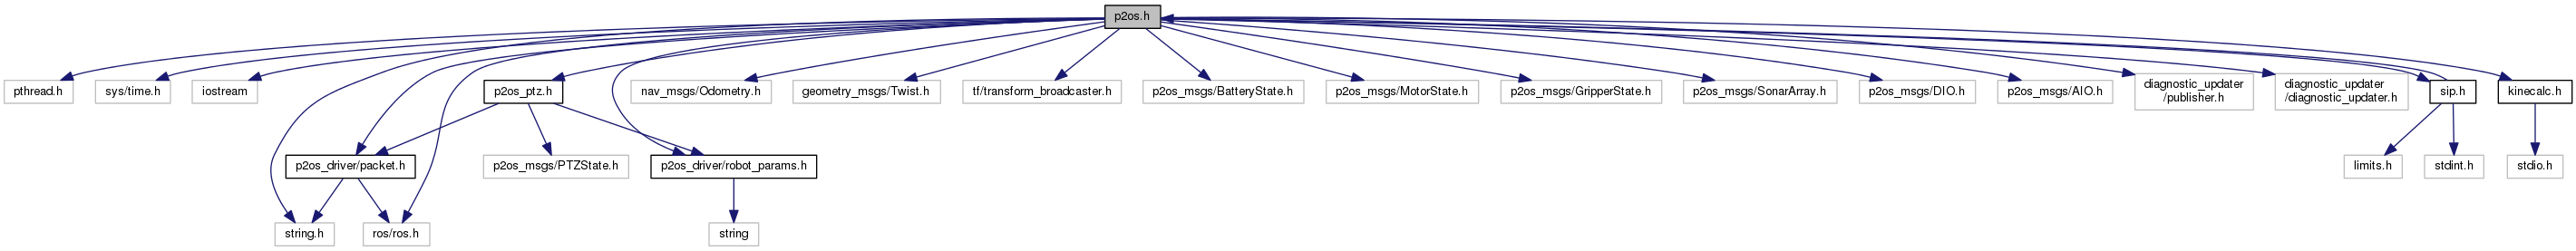 p2os.h
pthread.h
sys/time.h
iostream
p2os_ptz.h
nav_msgs/Odometry.h
geometry_msgs/Twist.h
tf/transform_broadcaster.h
p2os_msgs/BatteryState.h
p2os_msgs/MotorState.h
p2os_msgs/GripperState.h
p2os_msgs/SonarArray.h
p2os_msgs/DIO.h
p2os_msgs/AIO.h
diagnostic_updater
/publisher.h
diagnostic_updater
/diagnostic_updater.h
sip.h
kinecalc.h
p2os_driver/packet.h
p2os_msgs/PTZState.h
p2os_driver/robot_params.h
limits.h
stdint.h
stdio.h
string.h
ros/ros.h
string